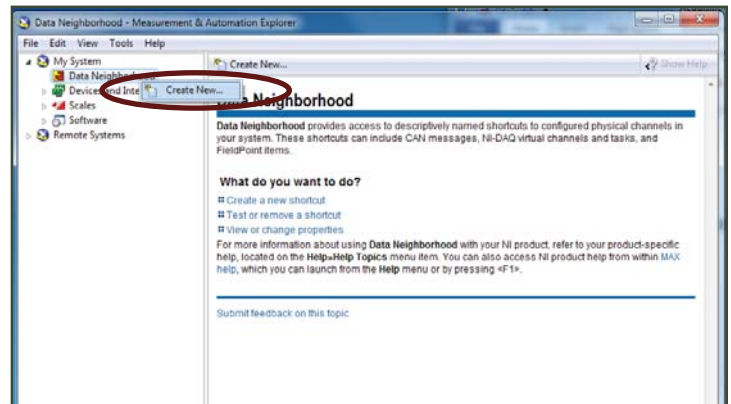 Data Neighborhood - Measurement & Automation Explorer
File Edit View Tools Help
My System
Data Neighborhood
Devices and Inte
Create New...
Scales
Software
Remote Systems
Create New...
Show Help
Data Neighborhood
Data Neighborhood provides access to descriptively named shortcuts to configured physical channels in
your system. These shortcuts can include CAN messages, NI-DAQ virtual channels and tasks, and
FieldPoint items.
What do you want to do?
Create a new shortcut
Test or remove a shortcut
View or change properties
For more information about using Data Neighborhood with your NI product, refer to your product-specific
help, located on the Help»Help Topics menu item. You can also access NI product help from within MAX
help, which you can launch from the Help menu or by pressing <F1>.
Submit feedback on this topic